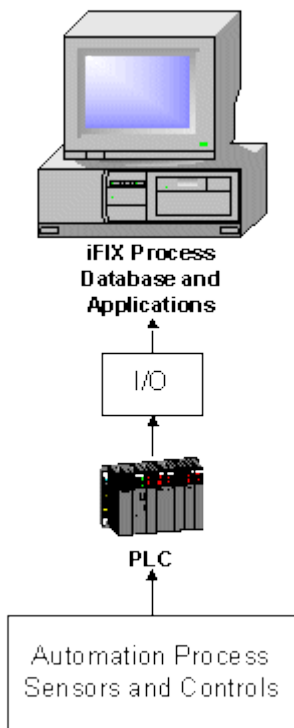 iFIX Process
Database and
Applications
I/O
PLC
Automation Process
Sensors and Controls